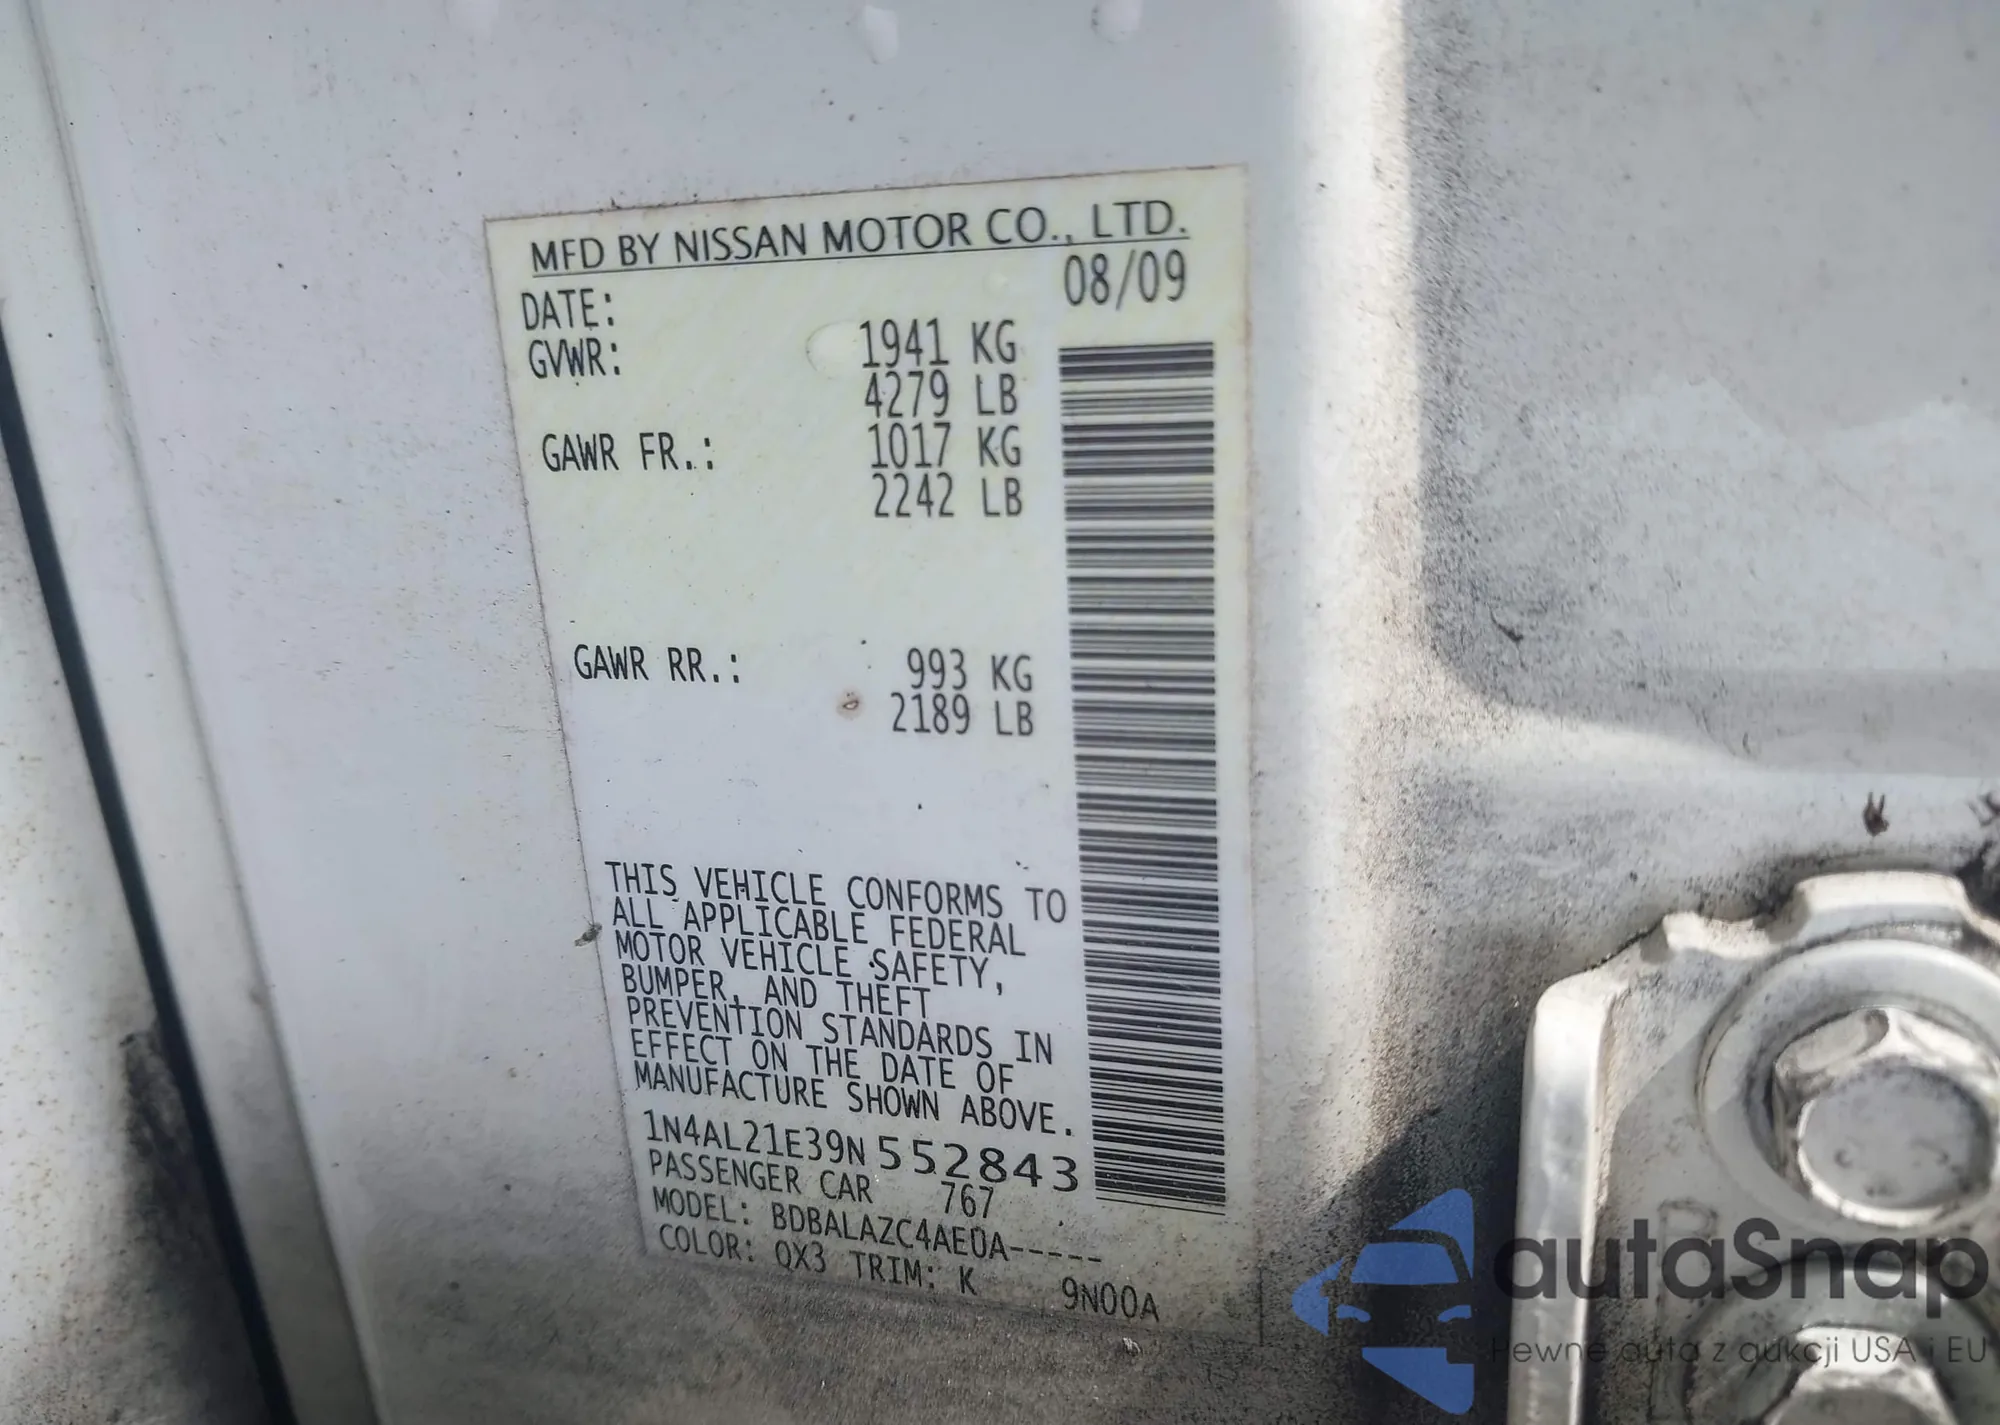 MFD BY NISSAN MOTOR CO., LTD.
DATE: 08/09
GVWR: 1941 KG
4279 LB
GAWR FR.: 1017 KG
2242 LB
GAWR RR.: 993 KG
2189 LB
THIS VEHICLE CONFORMS TO
ALL APPLICABLE FEDERAL
MOTOR VEHICLE SAFETY,
BUMPER, AND THEFT
PREVENTION STANDARDS IN
EFFECT ON THE DATE OF
MANUFACTURE SHOWN ABOVE.
1N4AL21E39N552843
PASSENGER CAR 767
MODEL: BDBALAZC4AEUA-----
COLOR: QX3 TRIM: K 9N00A
autaSnap
Pewne auta z aukcji USA i EU